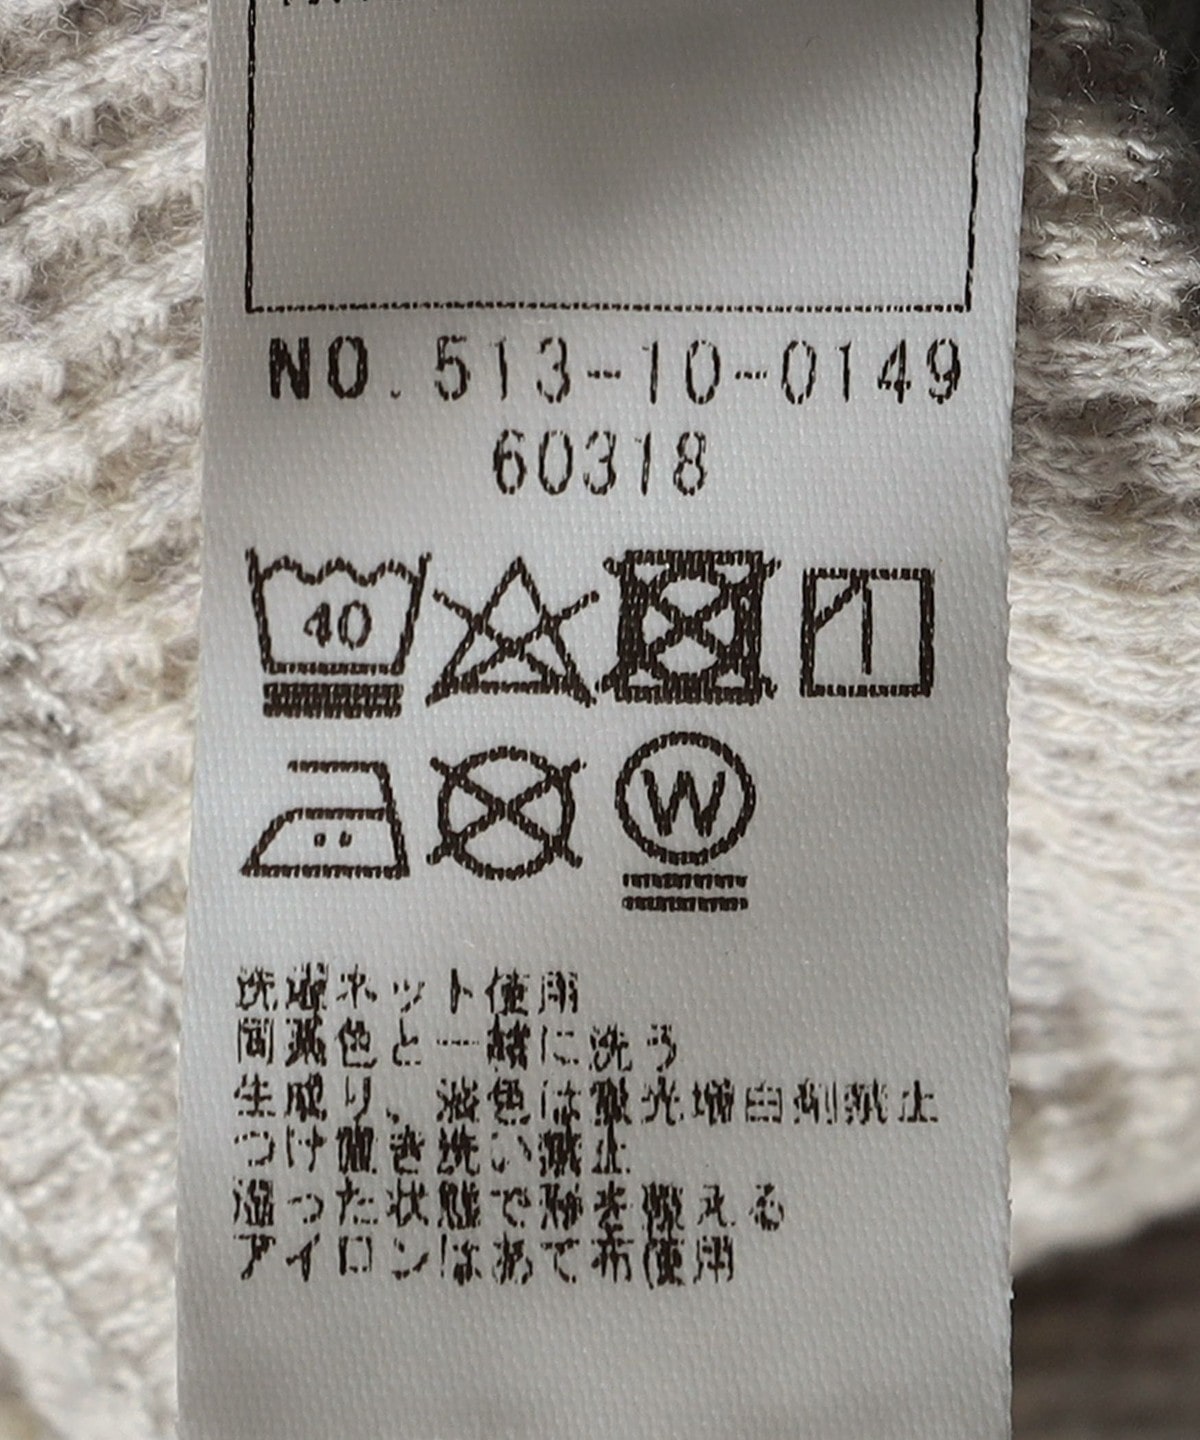 NO. 513-10-0149
60318
40
W
洗濯ネット使用
同系色と一緒に洗う
生成り、淡色は蛍光増白剤禁止
つけ置き洗い禁止
湿った状態で形を整える
アイロンはあて布使用